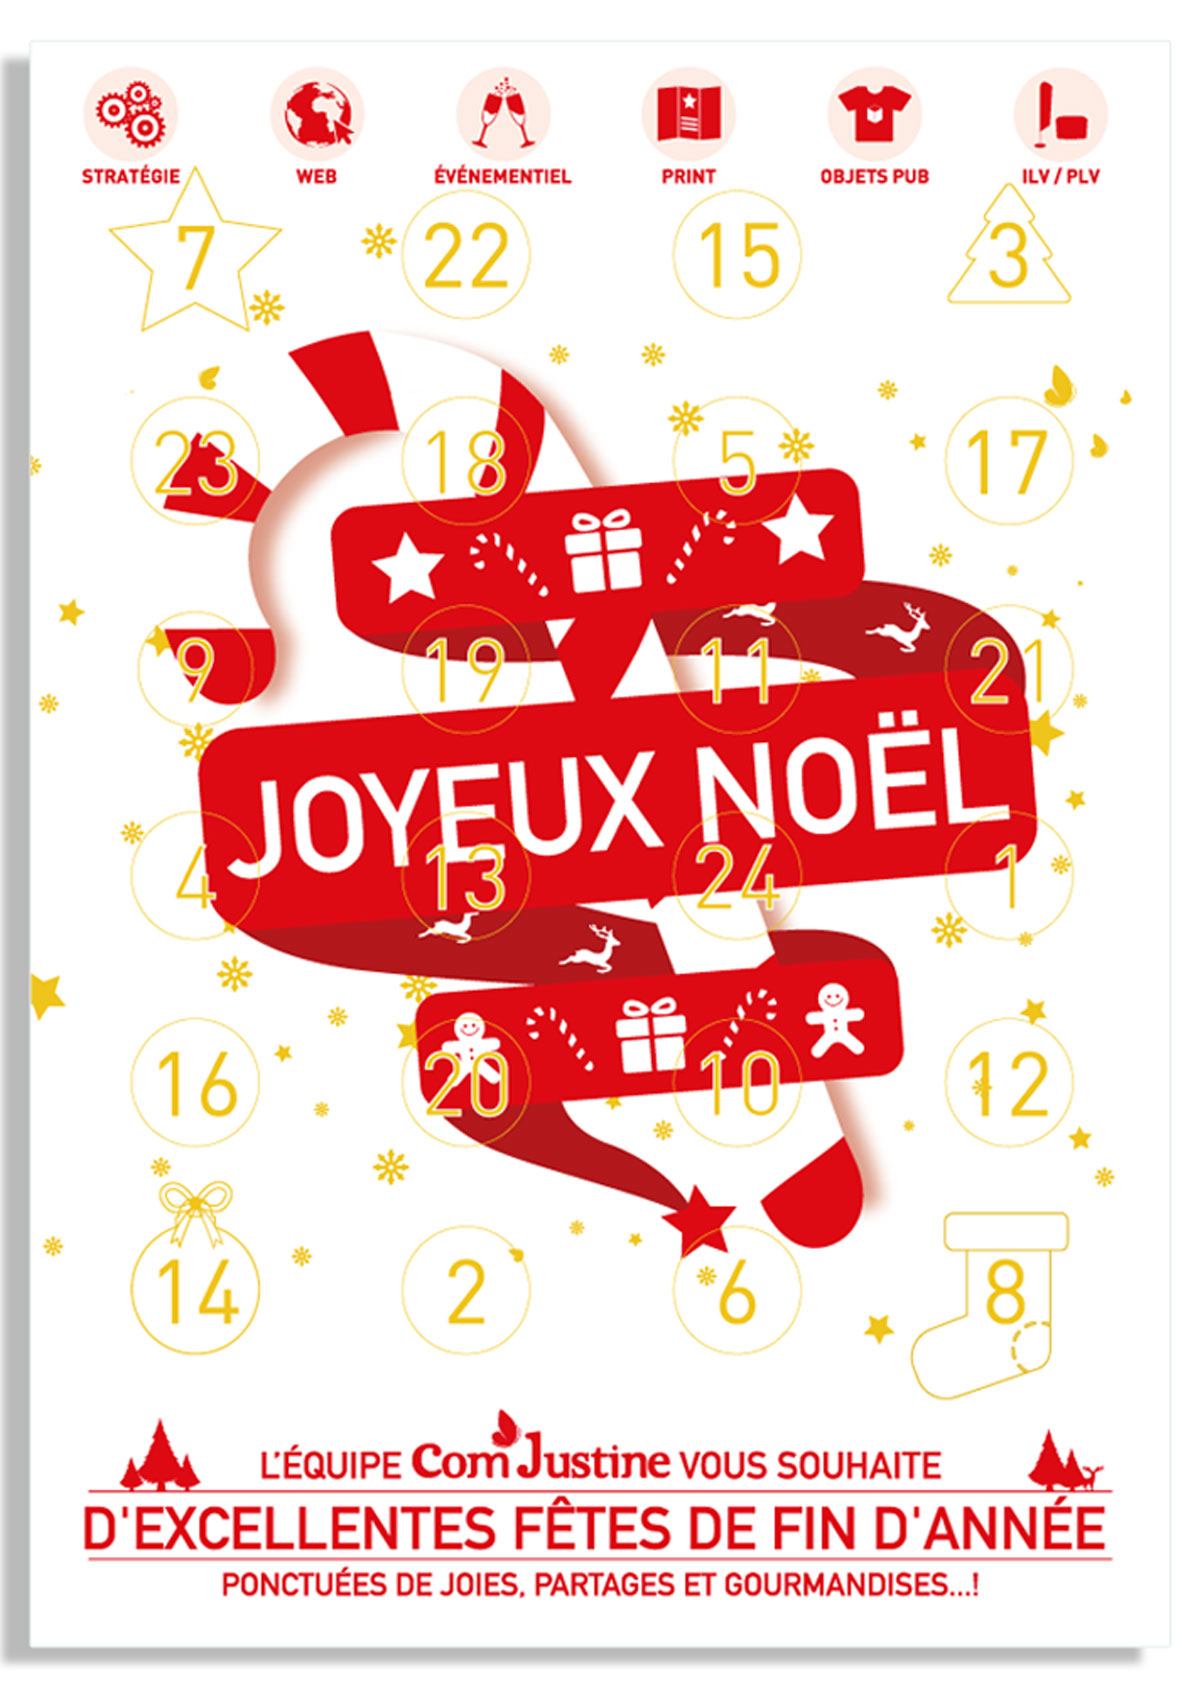 STRATÉGIE WEB ÉVÉNEMENTIEL PRINT OBJETS PUB ILV / PLV
7 22 15 3
23 18 5 17
9 19 11 21
JOYEUX NOËL
4 13 24 1
16 20 10 12
14 2 6 8
L'ÉQUIPE Com'Justine VOUS SOUHAITE
D'EXCELLENTES FÊTES DE FIN D'ANNÉE
PONCTUÉES DE JOIES, PARTAGES ET GOURMANDISES...!